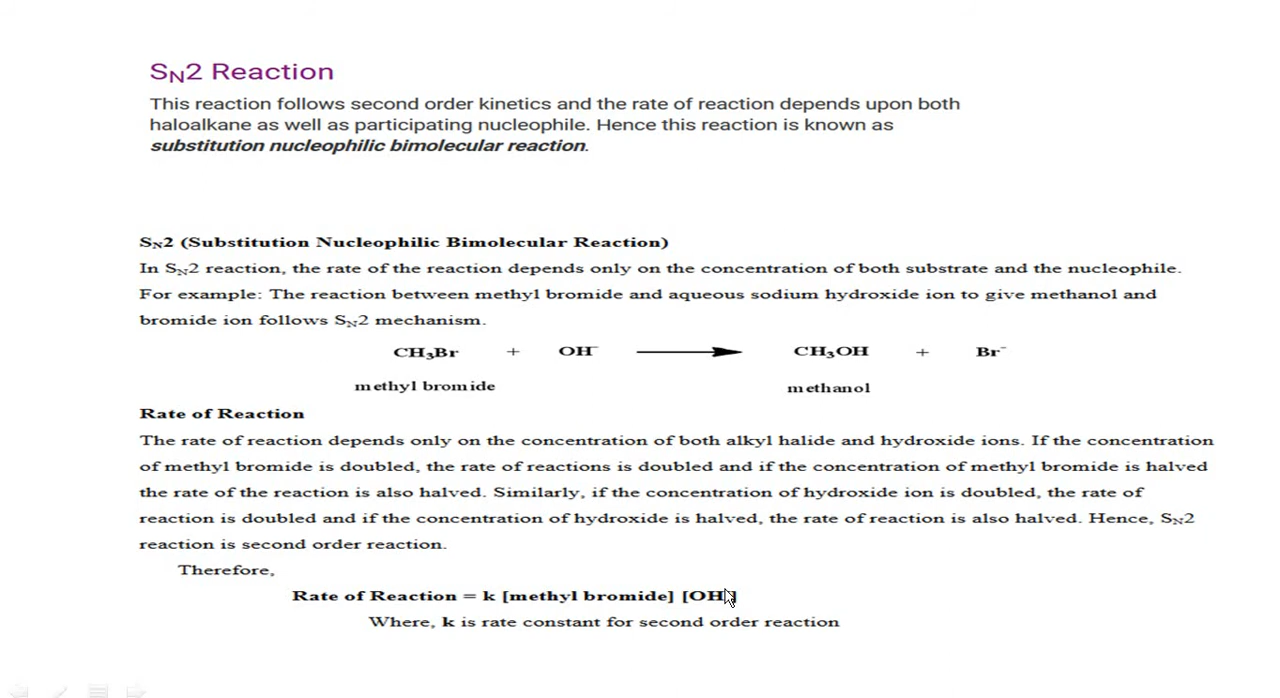 SN2 Reaction
This reaction follows second order kinetics and the rate of reaction depends upon both
haloalkane as well as participating nucleophile. Hence this reaction is known as
substitution nucleophilic bimolecular reaction.
SN2 (Substitution Nucleophilic Bimolecular Reaction)
In SN2 reaction, the rate of the reaction depends only on the concentration of both substrate and the nucleophile.
For example: The reaction between methyl bromide and aqueous sodium hydroxide ion to give methanol and
bromide ion follows SN2 mechanism.
CH3Br + OH- CH3OH + Br-
methyl bromide methanol
Rate of Reaction
The rate of reaction depends only on the concentration of both alkyl halide and hydroxide ions. If the concentration
of methyl bromide is doubled, the rate of reactions is doubled and if the concentration of methyl bromide is halved
the rate of the reaction is also halved. Similarly, if the concentration of hydroxide ion is doubled, the rate of
reaction is doubled and if the concentration of hydroxide is halved, the rate of reaction is also halved. Hence, SN2
reaction is second order reaction.
Therefore,
Rate of Reaction = k [methyl bromide] [OH]
Where, k is rate constant for second order reaction